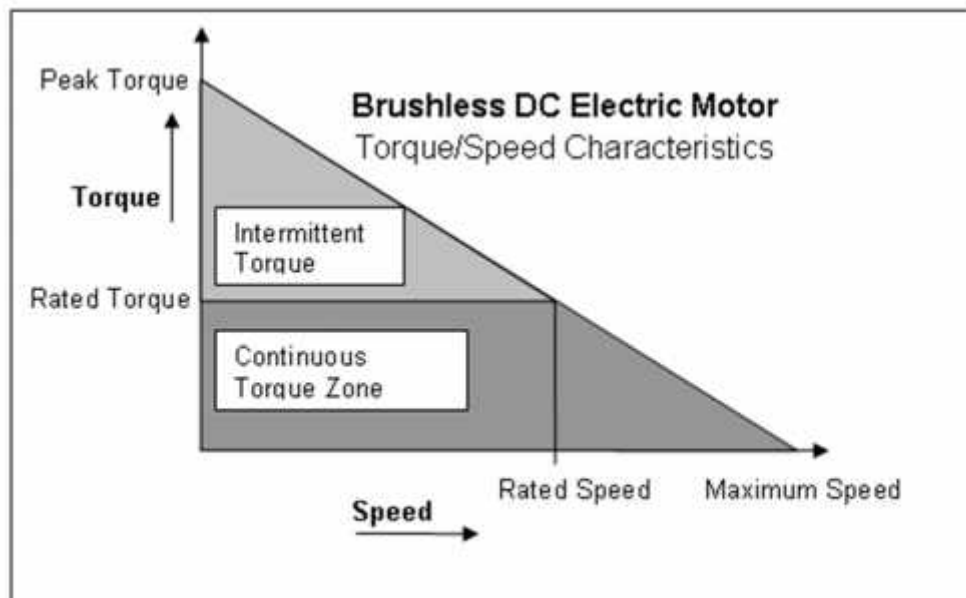 Peak Torque
Brushless DC Electric Motor
Torque/Speed Characteristics
Torque
Intermittent
Torque
Rated Torque
Continuous
Torque Zone
Rated Speed
Maximum Speed
Speed